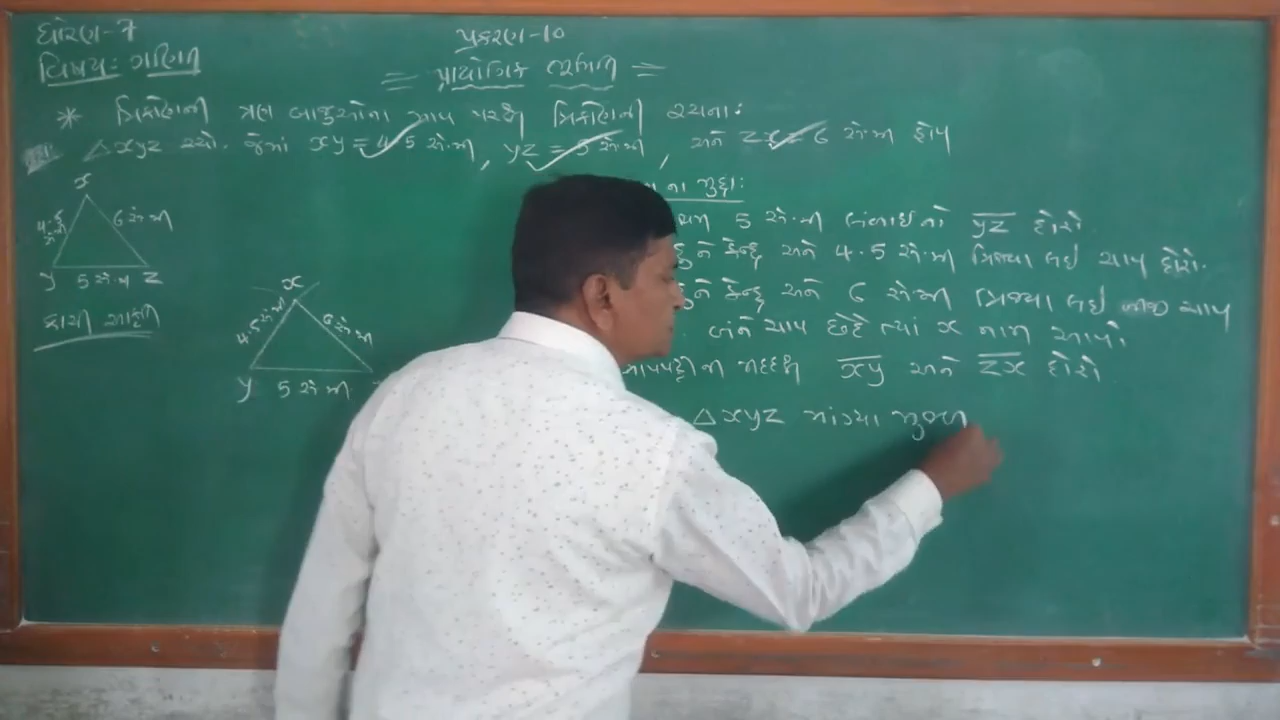 ધોરણ-7
વિષય: ગણિત
પ્રકરણ-10
= પ્રાયોગિક ભૂમિતિ =
* ત્રિકોણની ત્રણ બાજુઓના માપ પરથી ત્રિકોણની રચના:
△XYZ રચો. જેમાં XY = 4.5 સે.મી, YZ = 5 સે.મી, અને ZX = 6 સે.મી હોય
ના મુદ્દા:
5 સે.મી લંબાઈનો YZ દોરો.
ને કેન્દ્ર અને 4.5 સે.મી ત્રિજ્યા લઈ ચાપ દોરો.
ને કેન્દ્ર અને 6 સે.મી ત્રિજ્યા લઈ બીજી ચાપ
. બંને ચાપ છેદે ત્યાં X નામ આપો.
માપપટ્ટીની મદદથી XY અને ZX દોરો
△XYZ માંગ્યા મુજબ
X
4.5 સે.મી
6 સે.મી
Y 5 સે.મી Z
કાચી આકૃતિ
X
4.5 સે.મી
6 સે.મી
Y 5 સે.મી